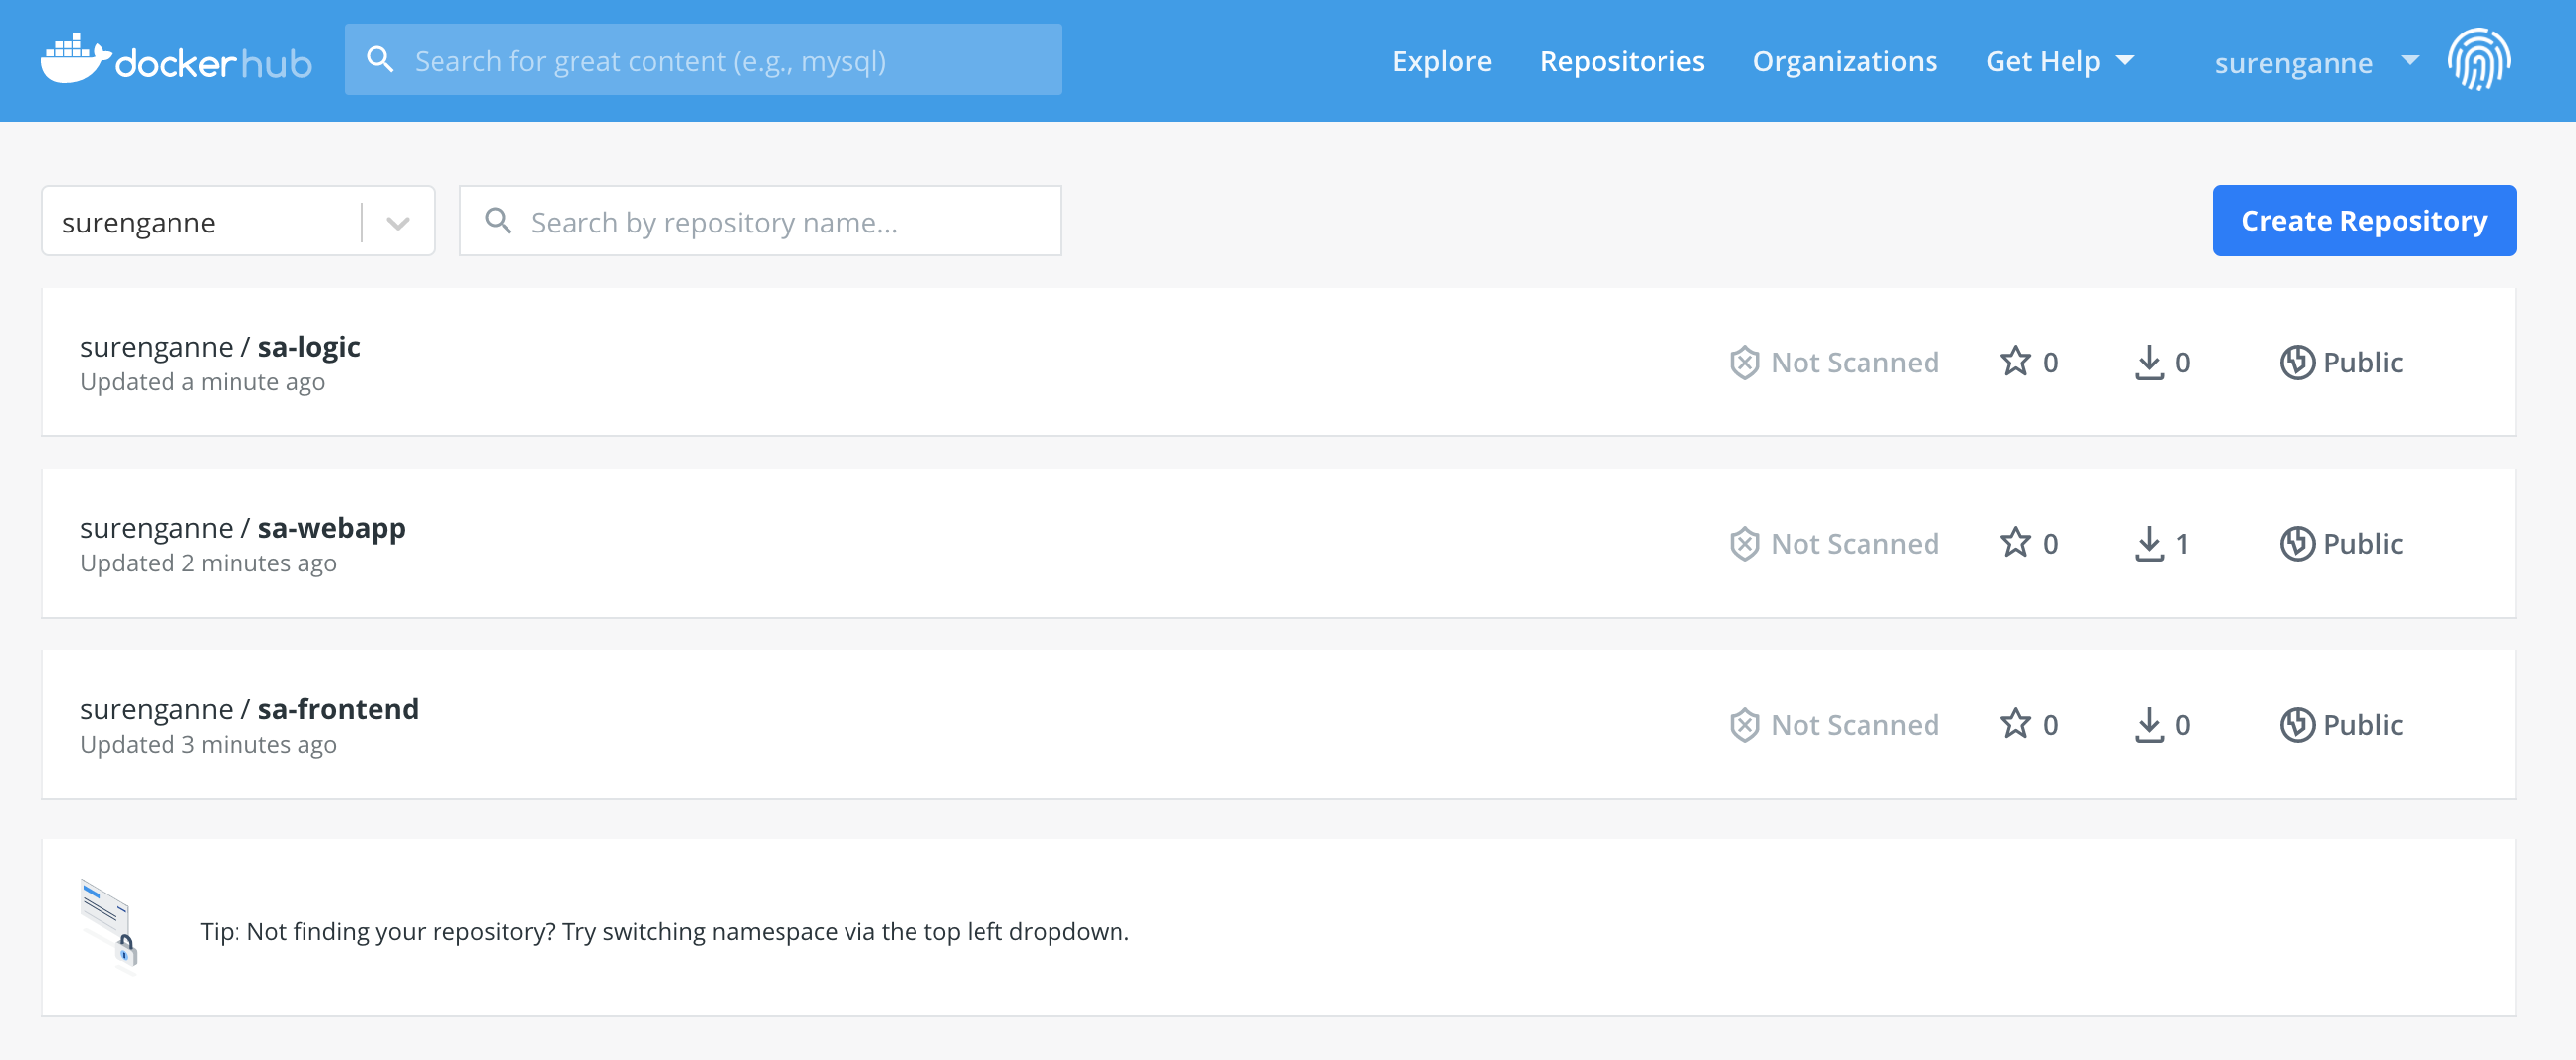 dockerhub
Search for great content (e.g., mysql)
Explore Repositories Organizations Get Help surenganne
surenganne
Search by repository name...
Create Repository
surenganne / sa-logic
Updated a minute ago
Not Scanned 0 0 Public
surenganne / sa-webapp
Updated 2 minutes ago
Not Scanned 0 1 Public
surenganne / sa-frontend
Updated 3 minutes ago
Not Scanned 0 0 Public
Tip: Not finding your repository? Try switching namespace via the top left dropdown.